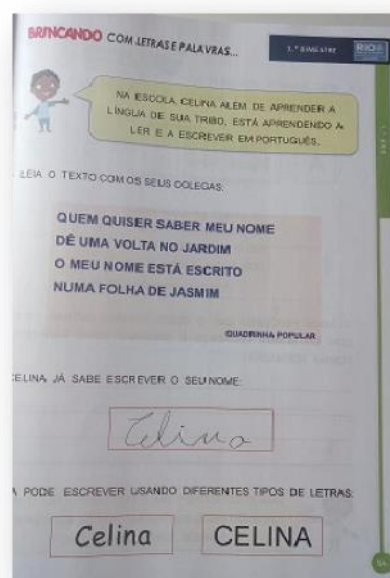 BRINCANDO COM LETRAS E PALAVRAS...
1.º BIMESTRE
RIO
NA ESCOLA, CELINA ALÉM DE APRENDER A
LÍNGUA DE SUA TRIBO, ESTÁ APRENDENDO A
LER E A ESCREVER EM PORTUGUÊS.
LEIA O TEXTO COM OS SEUS COLEGAS:
QUEM QUISER SABER MEU NOME
DÊ UMA VOLTA NO JARDIM
O MEU NOME ESTÁ ESCRITO
NUMA FOLHA DE JASMIM
QUADRINHA POPULAR
CELINA JÁ SABE ESCREVER O SEU NOME:
Celina
A PODE ESCREVER USANDO DIFERENTES TIPOS DE LETRAS:
Celina CELINA